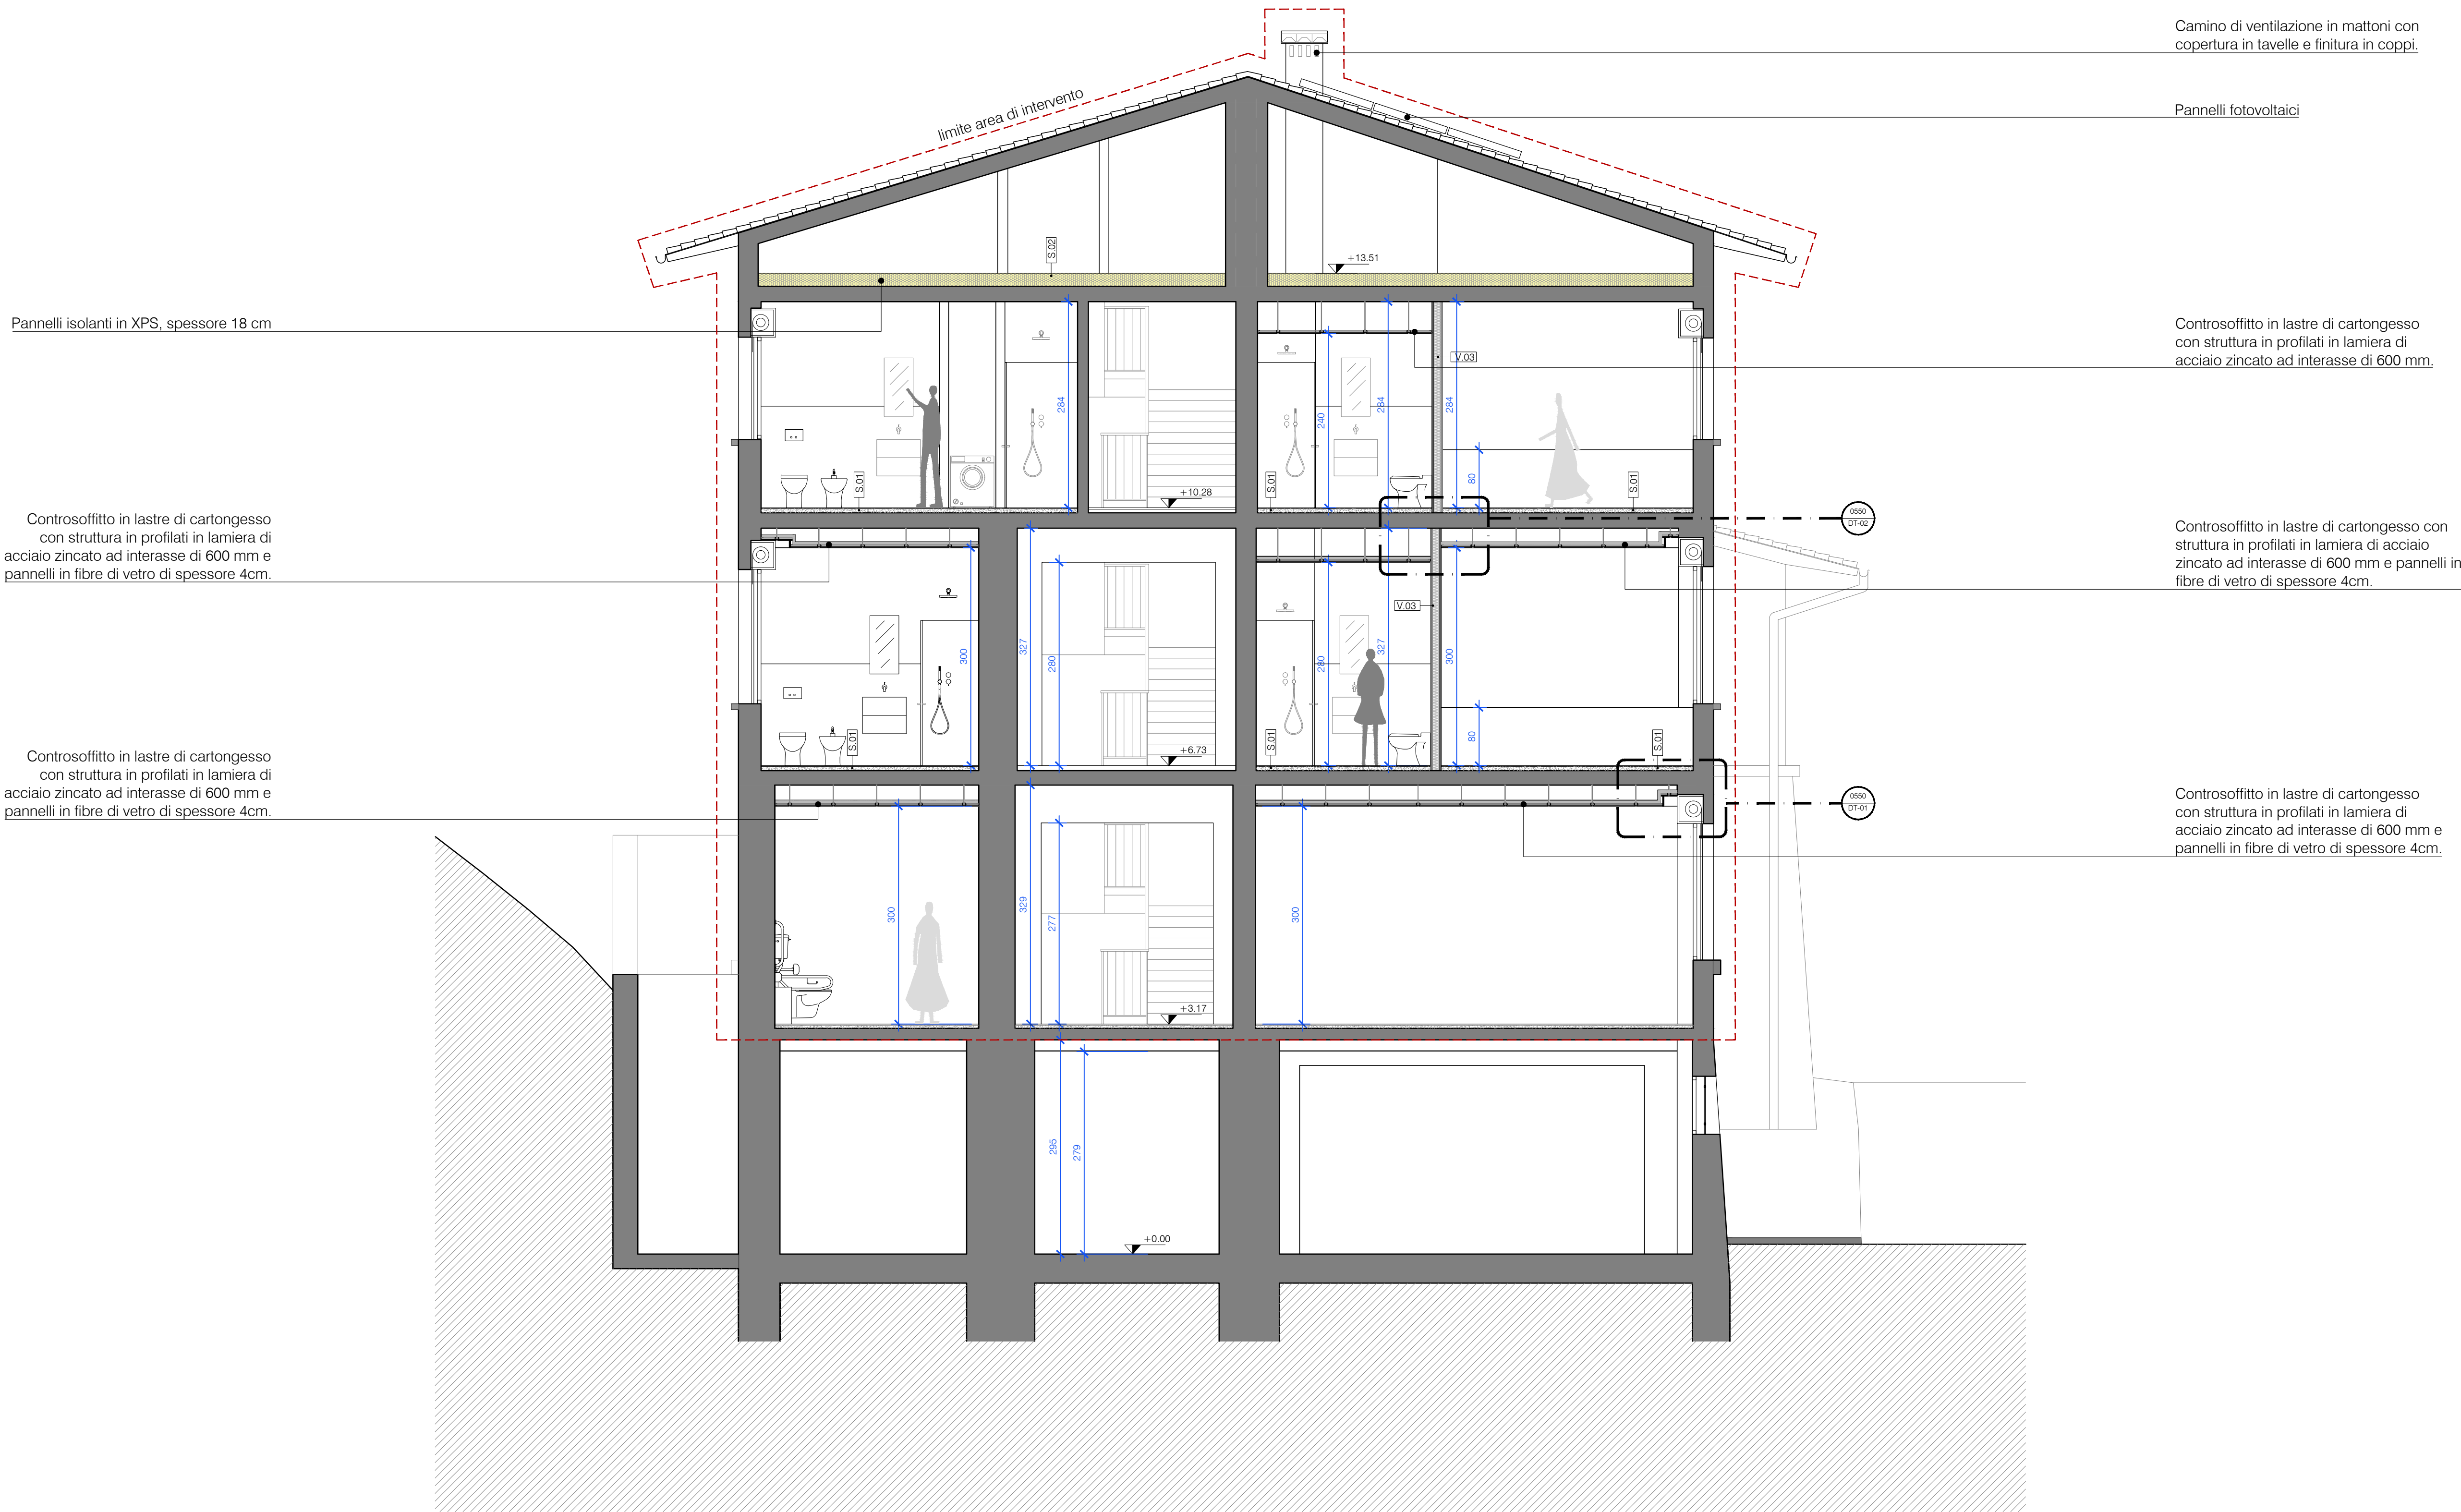 Camino di ventilazione in mattoni con
copertura in tavelle e finitura in coppi.
limite area di intervento
Pannelli fotovoltaici
S.02
+13.51
Pannelli isolanti in XPS, spessore 18 cm
Controsoffitto in lastre di cartongesso
con struttura in profilati in lamiera di
acciaio zincato ad interasse di 600 mm.
V.03
284
240
284
284
80
S.01
+10.28
S.01
S.01
Controsoffitto in lastre di cartongesso
con struttura in profilati in lamiera di
acciaio zincato ad interasse di 600 mm e
pannelli in fibre di vetro di spessore 4cm.
0550
DT-02
Controsoffitto in lastre di cartongesso con
struttura in profilati in lamiera di acciaio
zincato ad interasse di 600 mm e pannelli in
fibre di vetro di spessore 4cm.
V.03
300
327
280
280
327
300
80
S.01
+6.73
S.01
S.01
Controsoffitto in lastre di cartongesso
con struttura in profilati in lamiera di
acciaio zincato ad interasse di 600 mm e
pannelli in fibre di vetro di spessore 4cm.
0550
DT-01
Controsoffitto in lastre di cartongesso
con struttura in profilati in lamiera di
acciaio zincato ad interasse di 600 mm e
pannelli in fibre di vetro di spessore 4cm.
300
329
277
300
+3.17
295
279
+0.00